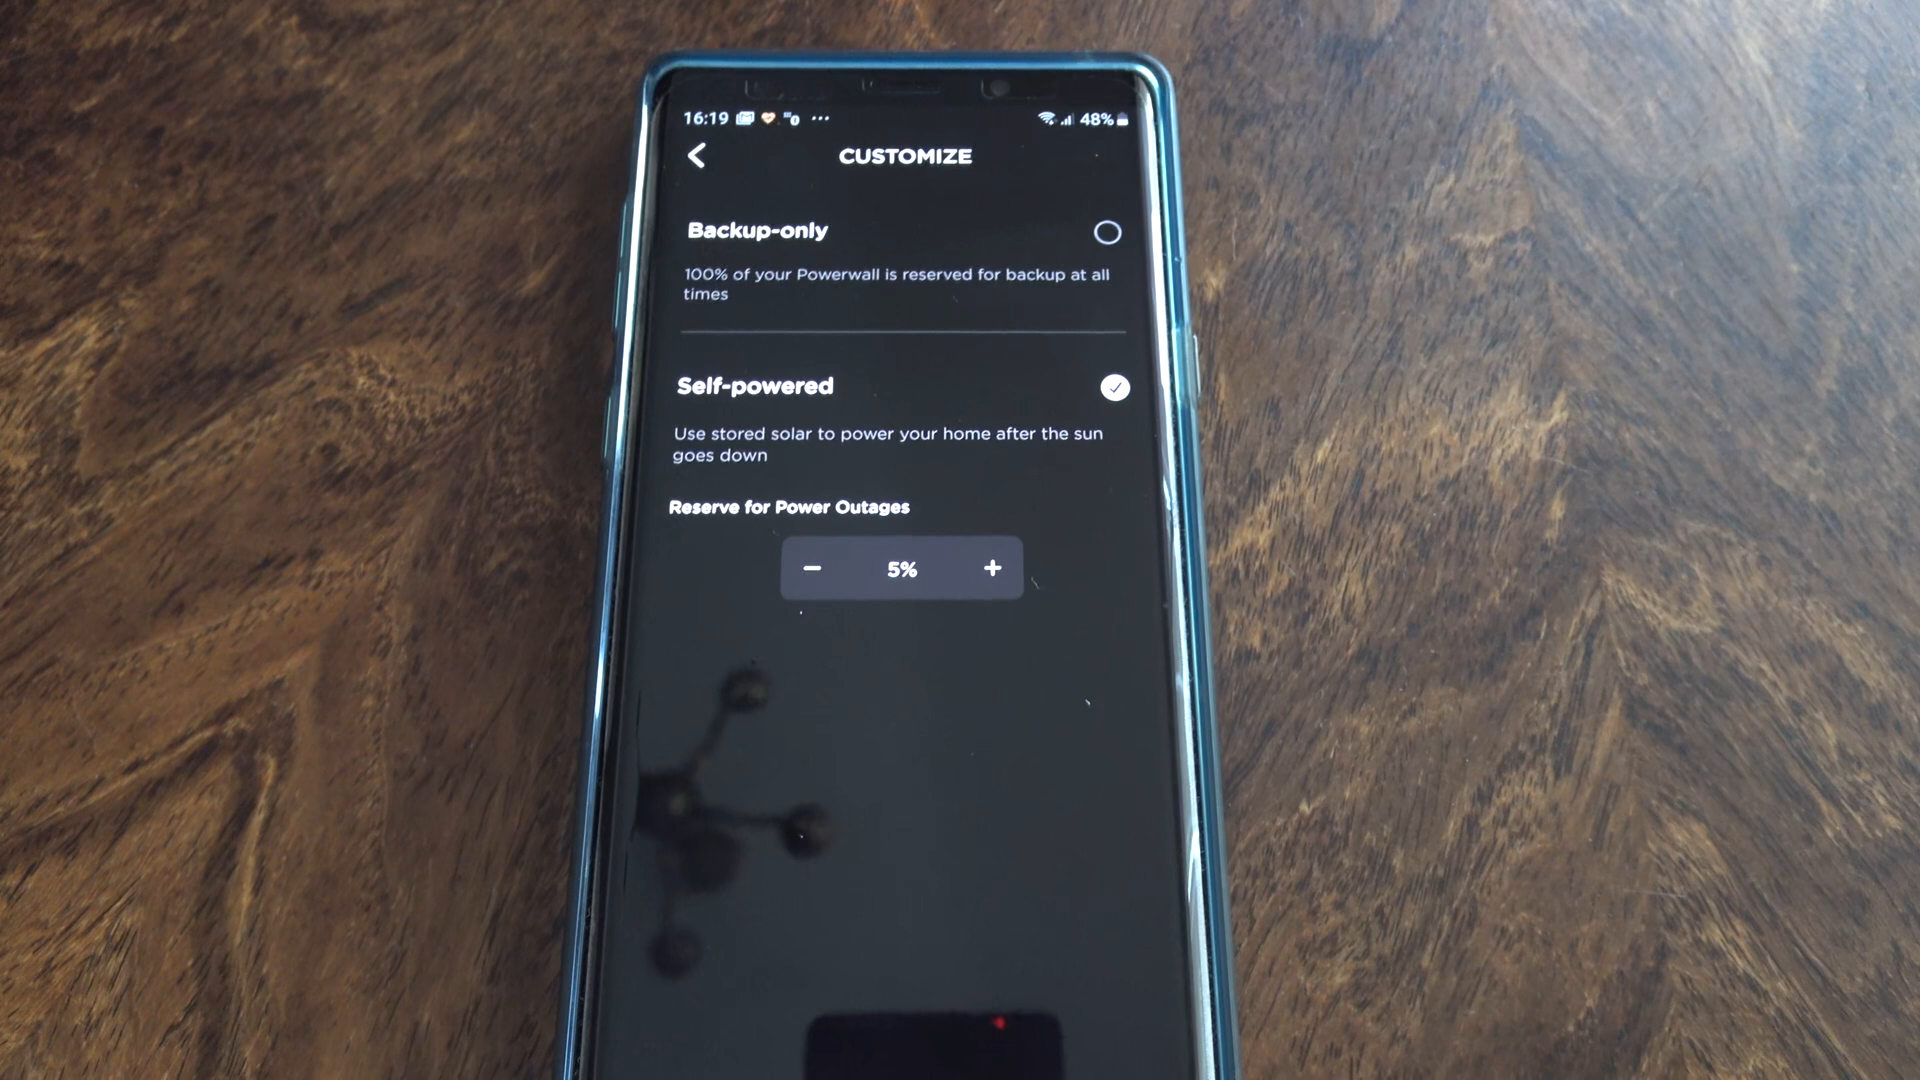 16:19 48%
CUSTOMIZE
Backup-only
100% of your Powerwall is reserved for backup at all
times
Self-powered
Use stored solar to power your home after the sun
goes down
Reserve for Power Outages
− 5% +